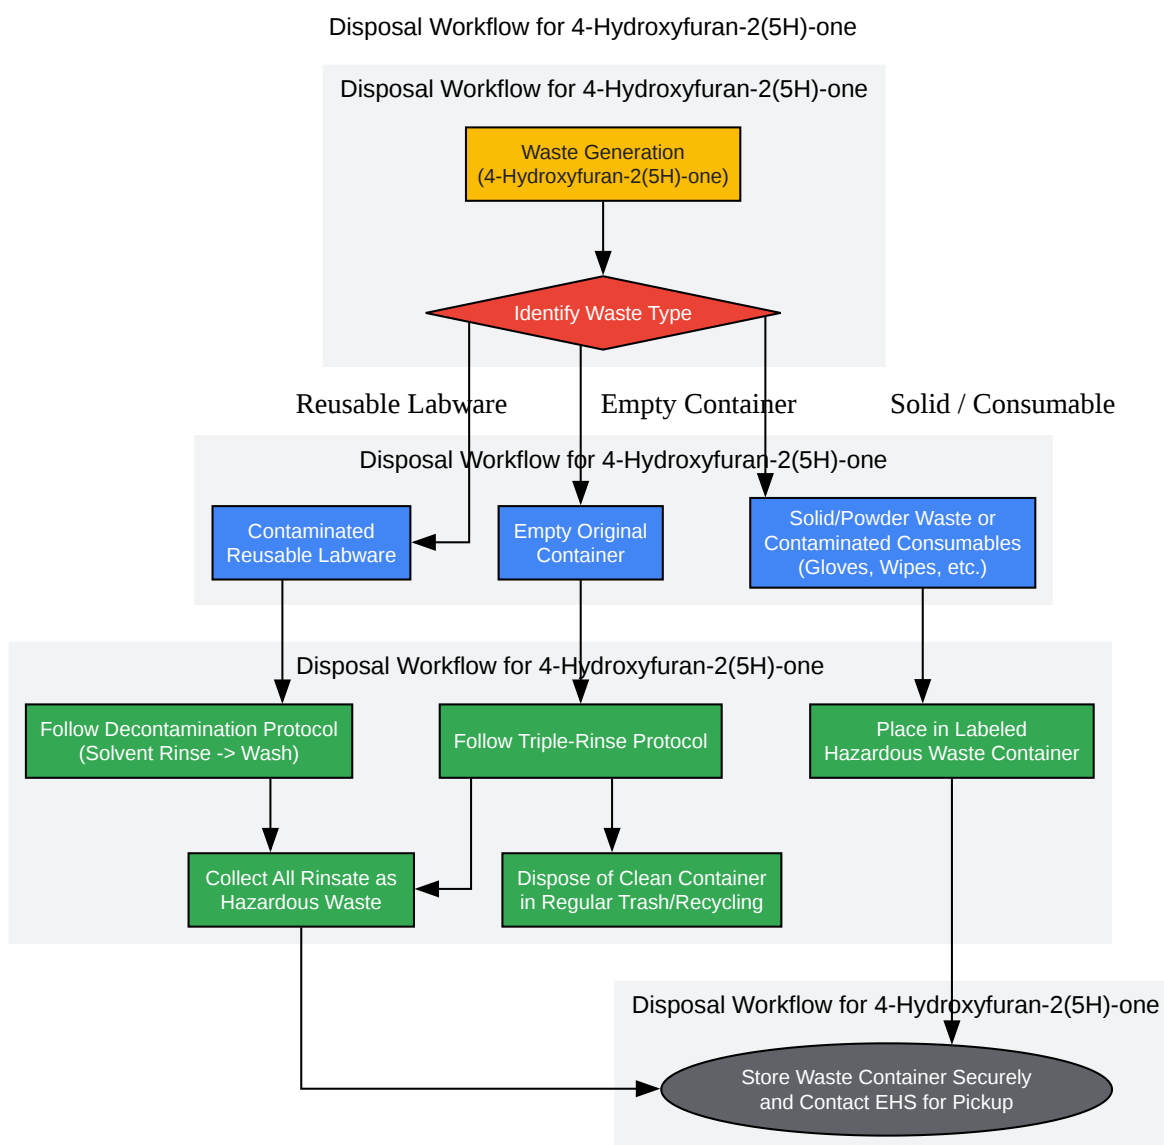 Disposal Workflow for 4-Hydroxyfuran-2(5H)-one
Disposal Workflow for 4-Hydroxyfuran-2(5H)-one
Waste Generation
(4-Hydroxyfuran-2(5H)-one)
Identify Waste Type
Reusable Labware
Empty Container
Solid / Consumable
Disposal Workflow for 4-Hydroxyfuran-2(5H)-one
Contaminated
Reusable Labware
Empty Original
Container
Solid/Powder Waste or
Contaminated Consumables
(Gloves, Wipes, etc.)
Disposal Workflow for 4-Hydroxyfuran-2(5H)-one
Follow Decontamination Protocol
(Solvent Rinse -> Wash)
Follow Triple-Rinse Protocol
Place in Labeled
Hazardous Waste Container
Collect All Rinsate as
Hazardous Waste
Dispose of Clean Container
in Regular Trash/Recycling
Disposal Workflow for 4-Hydroxyfuran-2(5H)-one
Store Waste Container Securely
and Contact EHS for Pickup